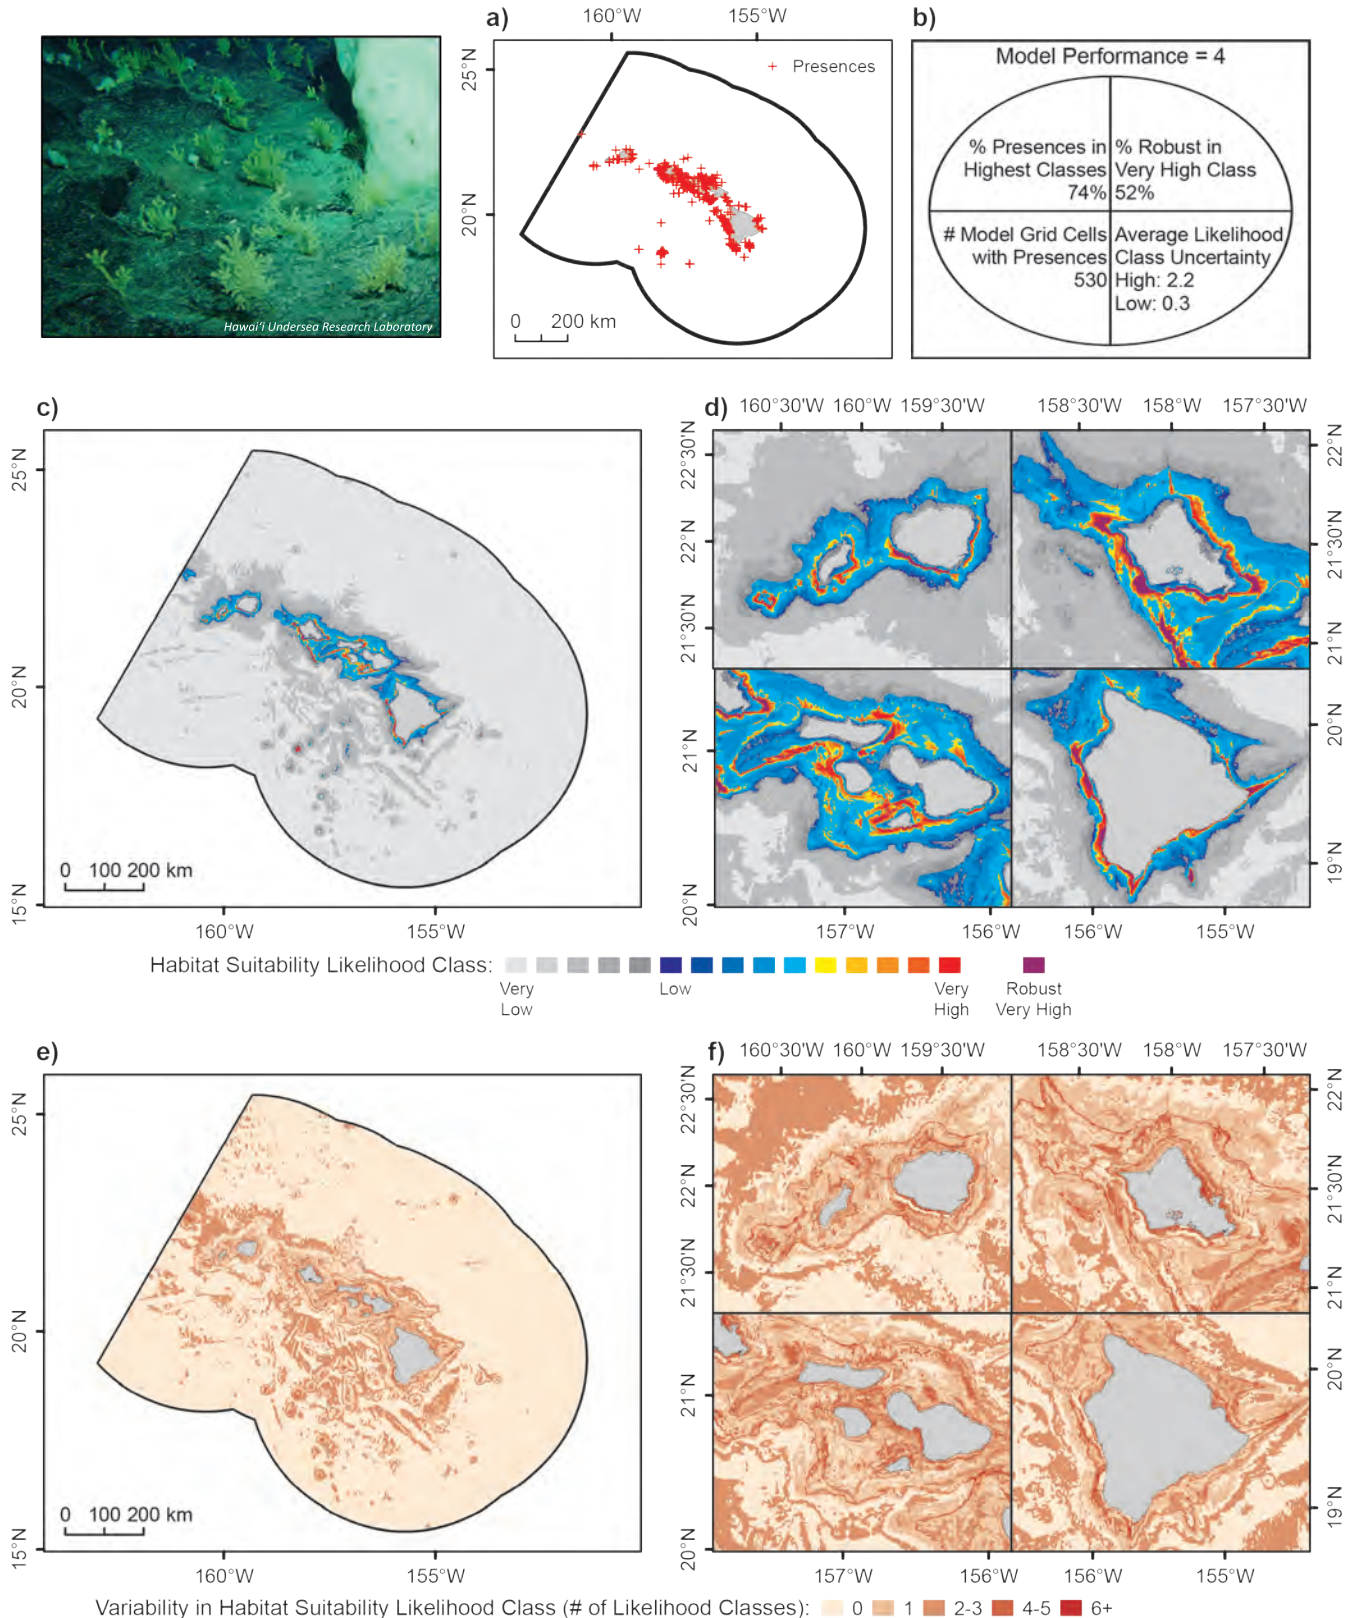 a)
160°W
155°W
b)
25°N
20°N
Presences
0 200 km
Hawai‘i Undersea Research Laboratory
Model Performance = 4
% Presences in
Highest Classes
74%
% Robust in
Very High Class
52%
# Model Grid Cells
with Presences
530
Average Likelihood
Class Uncertainty
High: 2.2
Low: 0.3
c)
25°N
20°N
15°N
0 100 200 km
160°W
155°W
d)
160°30'W 160°W 159°30'W
158°30'W 158°W 157°30'W
22°30'N
22°N
21°30'N
22°N
21°30'N
21°N
21°N
20°N
20°N
19°N
157°W
156°W
156°W
155°W
Habitat Suitability Likelihood Class:
Very
Low
Low
Very
High
Robust
Very High
e)
25°N
20°N
15°N
0 100 200 km
160°W
155°W
f)
160°30'W 160°W 159°30'W
158°30'W 158°W 157°30'W
22°30'N
22°N
21°30'N
22°N
21°30'N
21°N
21°N
20°N
20°N
19°N
157°W
156°W
156°W
155°W
Variability in Habitat Suitability Likelihood Class (# of Likelihood Classes): 0 1 2-3 4-5 6+